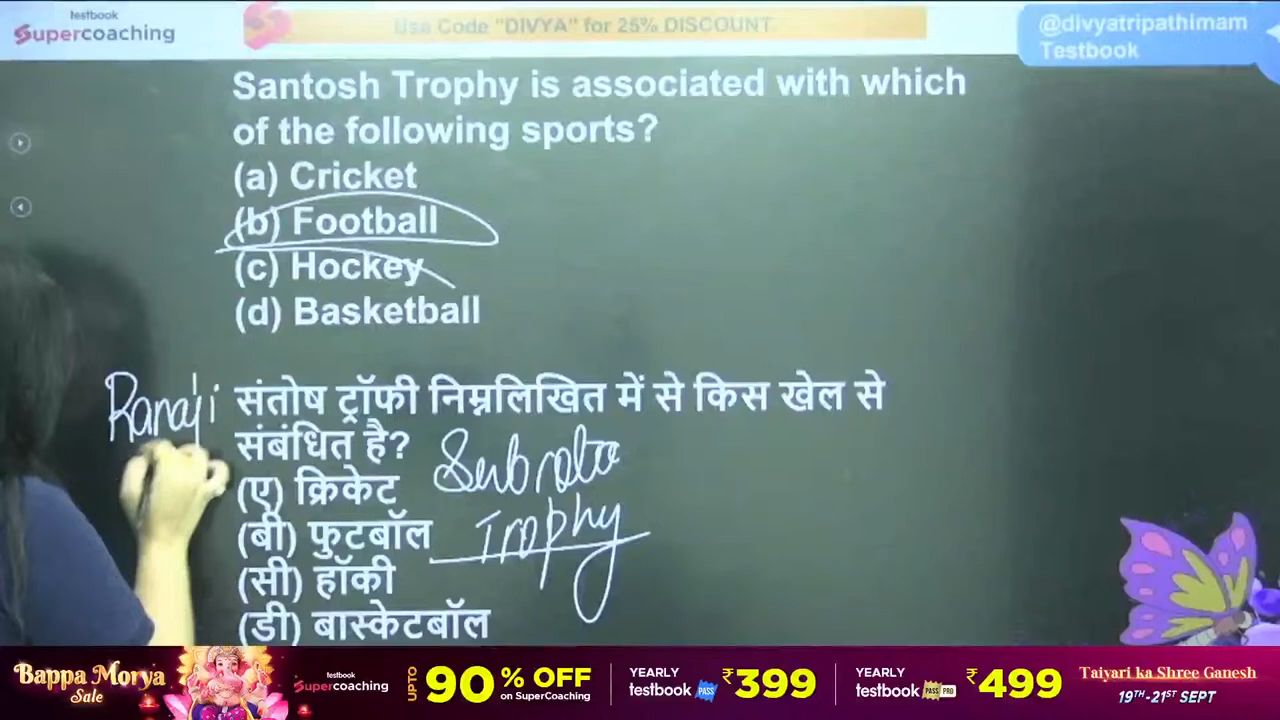 testbook
Supercoaching
Use Code "DIVYA" for 25% DISCOUNT.
@divyatripathimam
Testbook
Santosh Trophy is associated with which
of the following sports?
(a) Cricket
(b) Football
(c) Hockey
(d) Basketball
Ranaji
संतोष ट्रॉफी निम्नलिखित में से किस खेल से
संबंधित है?
Subroto
Trophy
(ए) क्रिकेट
(बी) फुटबॉल
(सी) हॉकी
(डी) बास्केटबॉल
Bappa Morya
Sale
testbook
Supercoaching
UPTO 90% OFF
on SuperCoaching
YEARLY
testbook PASS
₹399
YEARLY
testbook PASS PRO
₹499
Taiyari ka Shree Ganesh
19TH-21ST SEPT